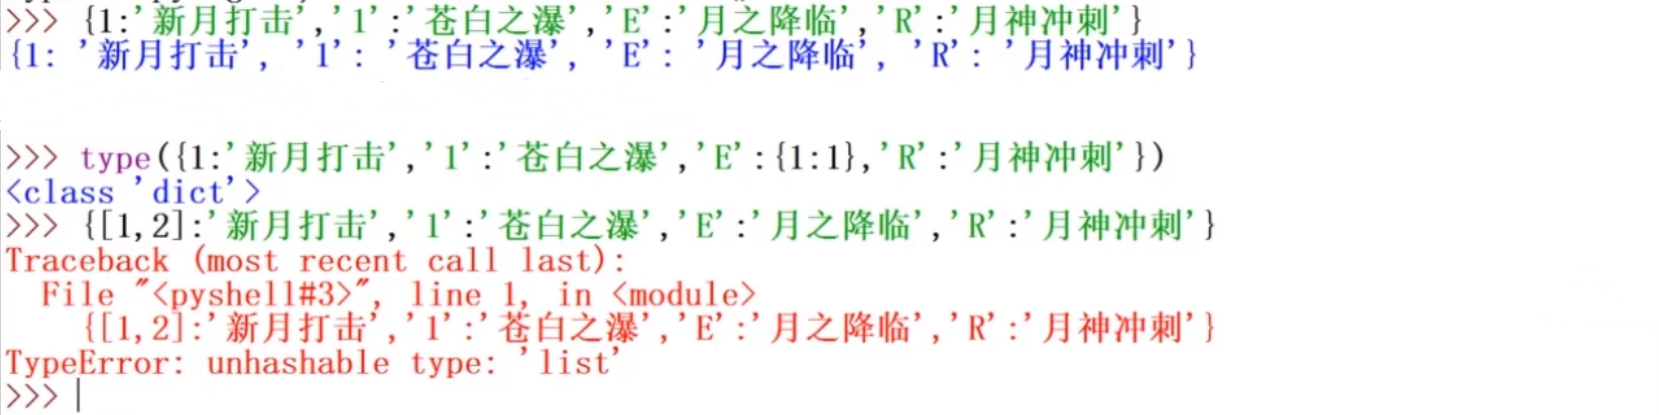 >>> {1:'新月打击','1':'苍白之瀑','E':'月之降临','R':'月神冲刺'}
{1: '新月打击', '1': '苍白之瀑', 'E': '月之降临', 'R': '月神冲刺'}
>>> type({1:'新月打击','1':'苍白之瀑','E':{1:1},'R':'月神冲刺'})
<class 'dict'>
>>> {[1,2]:'新月打击','1':'苍白之瀑','E':'月之降临','R':'月神冲刺'}
Traceback (most recent call last):
  File "<pyshell#3>", line 1, in <module>
    {[1,2]:'新月打击','1':'苍白之瀑','E':'月之降临','R':'月神冲刺'}
TypeError: unhashable type: 'list'
>>>